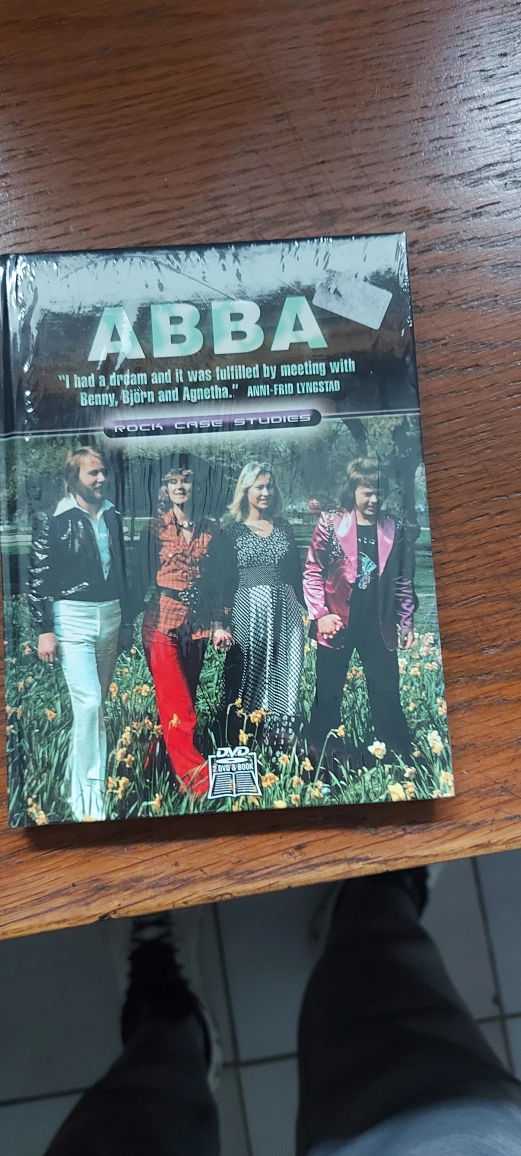 ABBA
"I had a dream and it was fulfilled by meeting with
Benny, Björn and Agnetha." ANNI-FRID LYNGSTAD
ROCK CASE STUDIES
DVD
2 DVD & BOOK